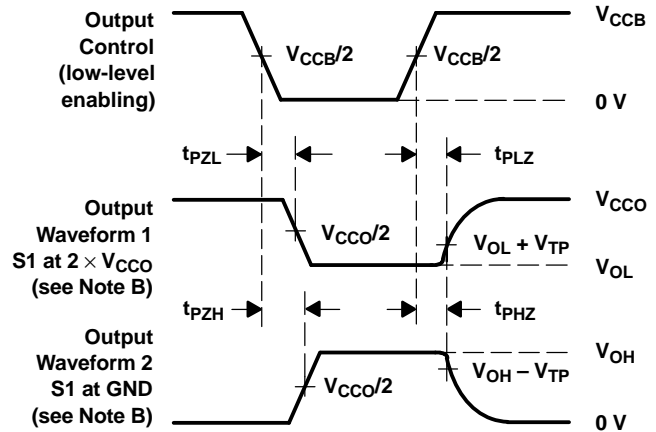 Output
Control
(low-level
enabling)
VCCB/2
VCCB/2
VCCB
0 V
tPZL
tPLZ
Output
Waveform 1
S1 at 2 × VCCO
(see Note B)
VCCO/2
VCCO
VOL + VTP
VOL
tPZH
tPHZ
Output
Waveform 2
S1 at GND
(see Note B)
VCCO/2
VOH
VOH − VTP
0 V